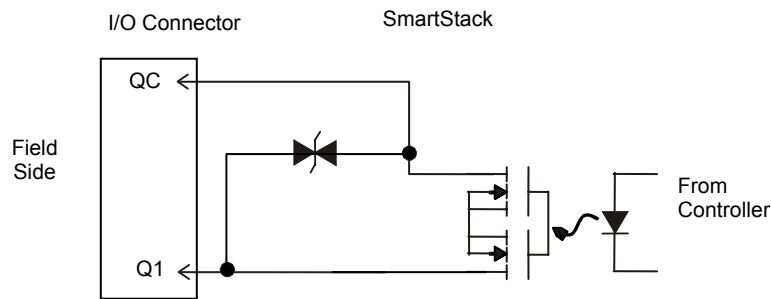 I/O Connector
SmartStack
QC
Field
Side
From
Controller
Q1